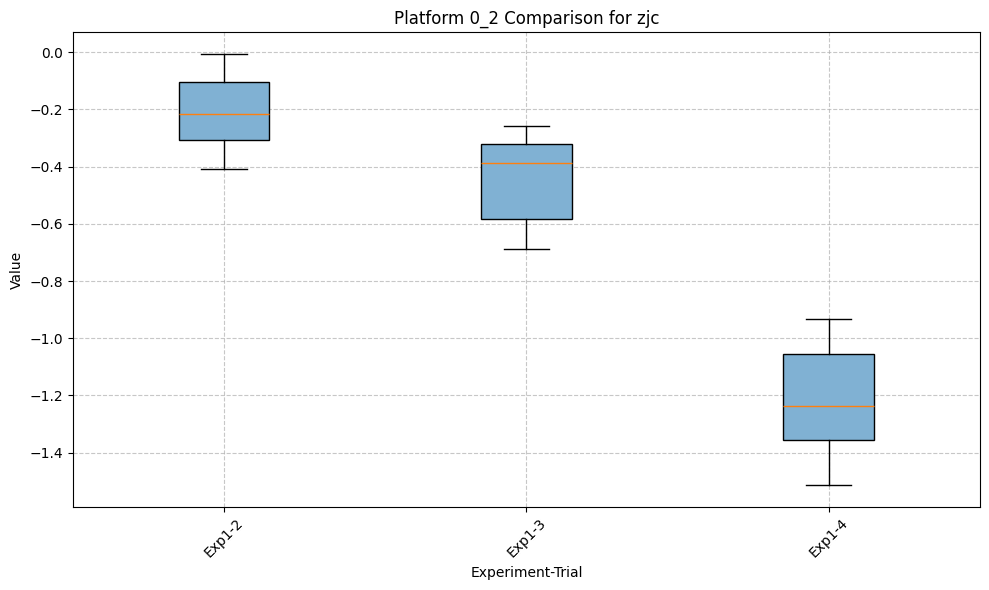 Platform 0_2 Comparison for zjc
0.0
−0.2
−0.4
−0.6
−0.8
−1.0
−1.2
−1.4
Value
Exp1-2
Exp1-3
Exp1-4
Experiment-Trial